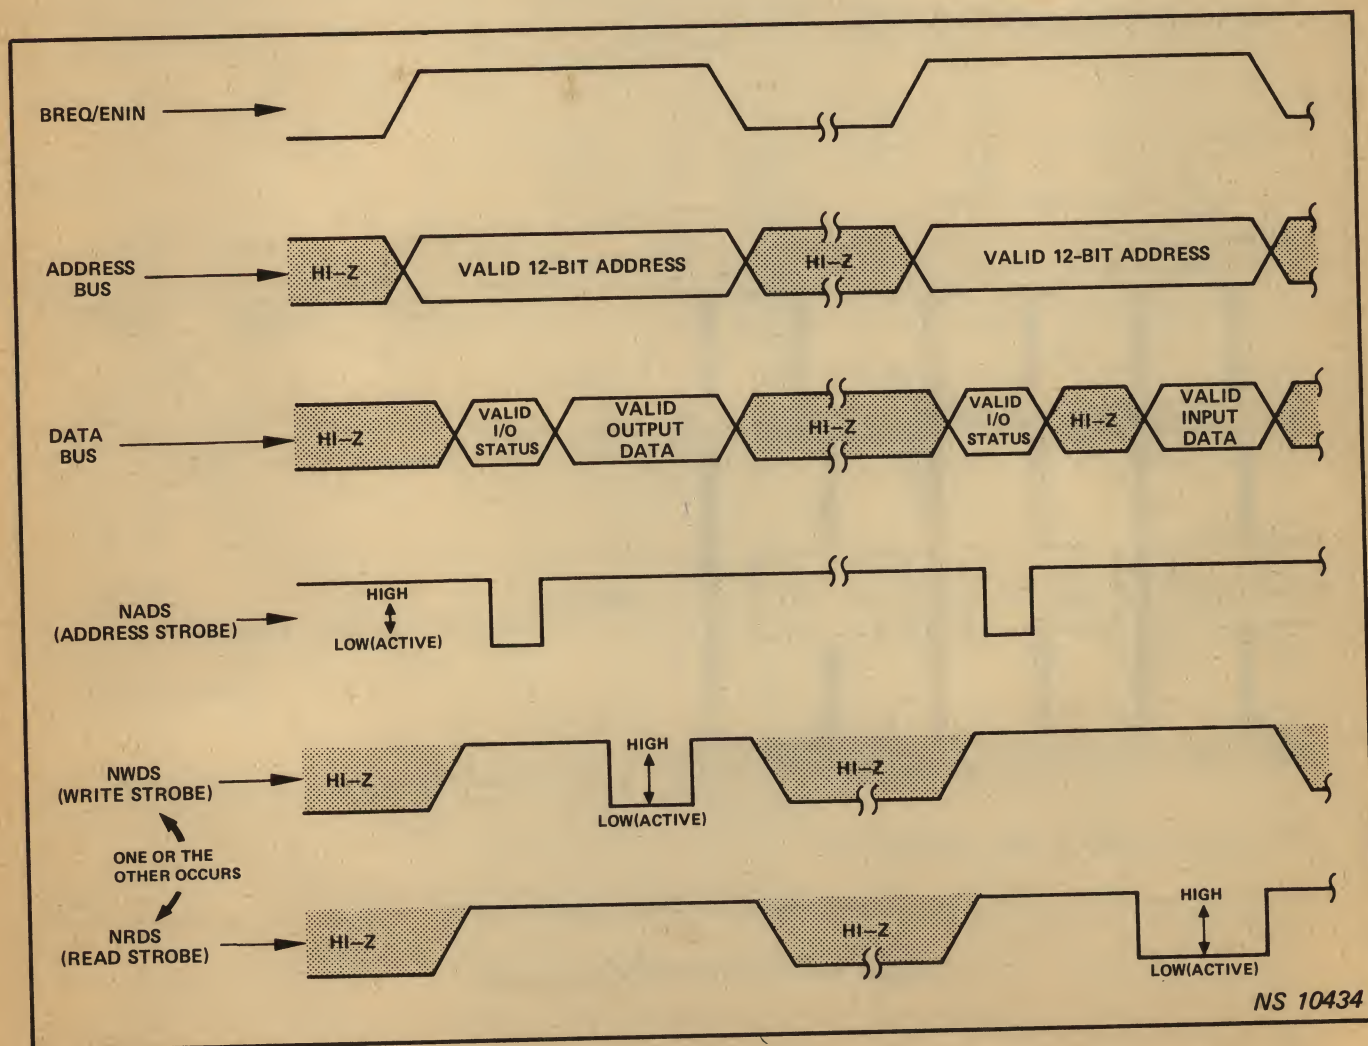 BREQ/ENIN
ADDRESS
BUS
HI-Z
VALID 12-BIT ADDRESS
HI-Z
VALID 12-BIT ADDRESS
DATA
BUS
HI-Z
VALID
I/O
STATUS
VALID
OUTPUT
DATA
HI-Z
VALID
I/O
STATUS
HI-Z
VALID
INPUT
DATA
NADS
(ADDRESS STROBE)
HIGH
LOW(ACTIVE)
NWDS
(WRITE STROBE)
HI-Z
HIGH
LOW(ACTIVE)
HI-Z
ONE OR THE
OTHER OCCURS
NRDS
(READ STROBE)
HI-Z
HI-Z
HIGH
LOW(ACTIVE)
NS 10434